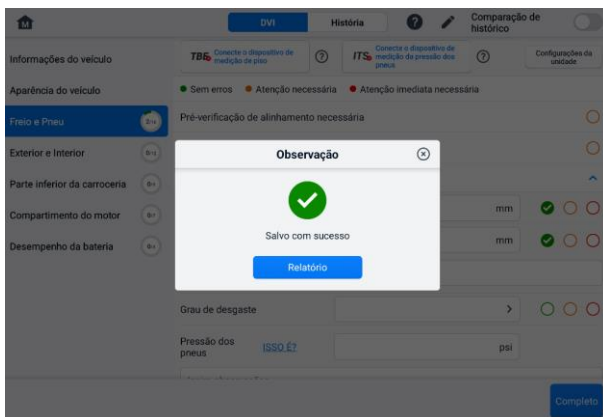 DVI
História
Comparação de
histórico
Informações do veículo
TBE
Conecte o dispositivo de
medição de piso
ITS
Conecte o dispositivo de
medição da pressão dos
pneus
Configurações da
unidade
Aparência do veículo
Sem erros
Atenção necessária
Atenção imediata necessária
Freio e Pneu
Pré-verificação de alinhamento necessária
Exterior e Interior
Observação
Parte inferior da carroceria
Compartimento do motor
mm
Salvo com sucesso
Desempenho da bateria
mm
Relatório
Grau de desgaste
Pressão dos
pneus
ISSO É?
psi
Completo